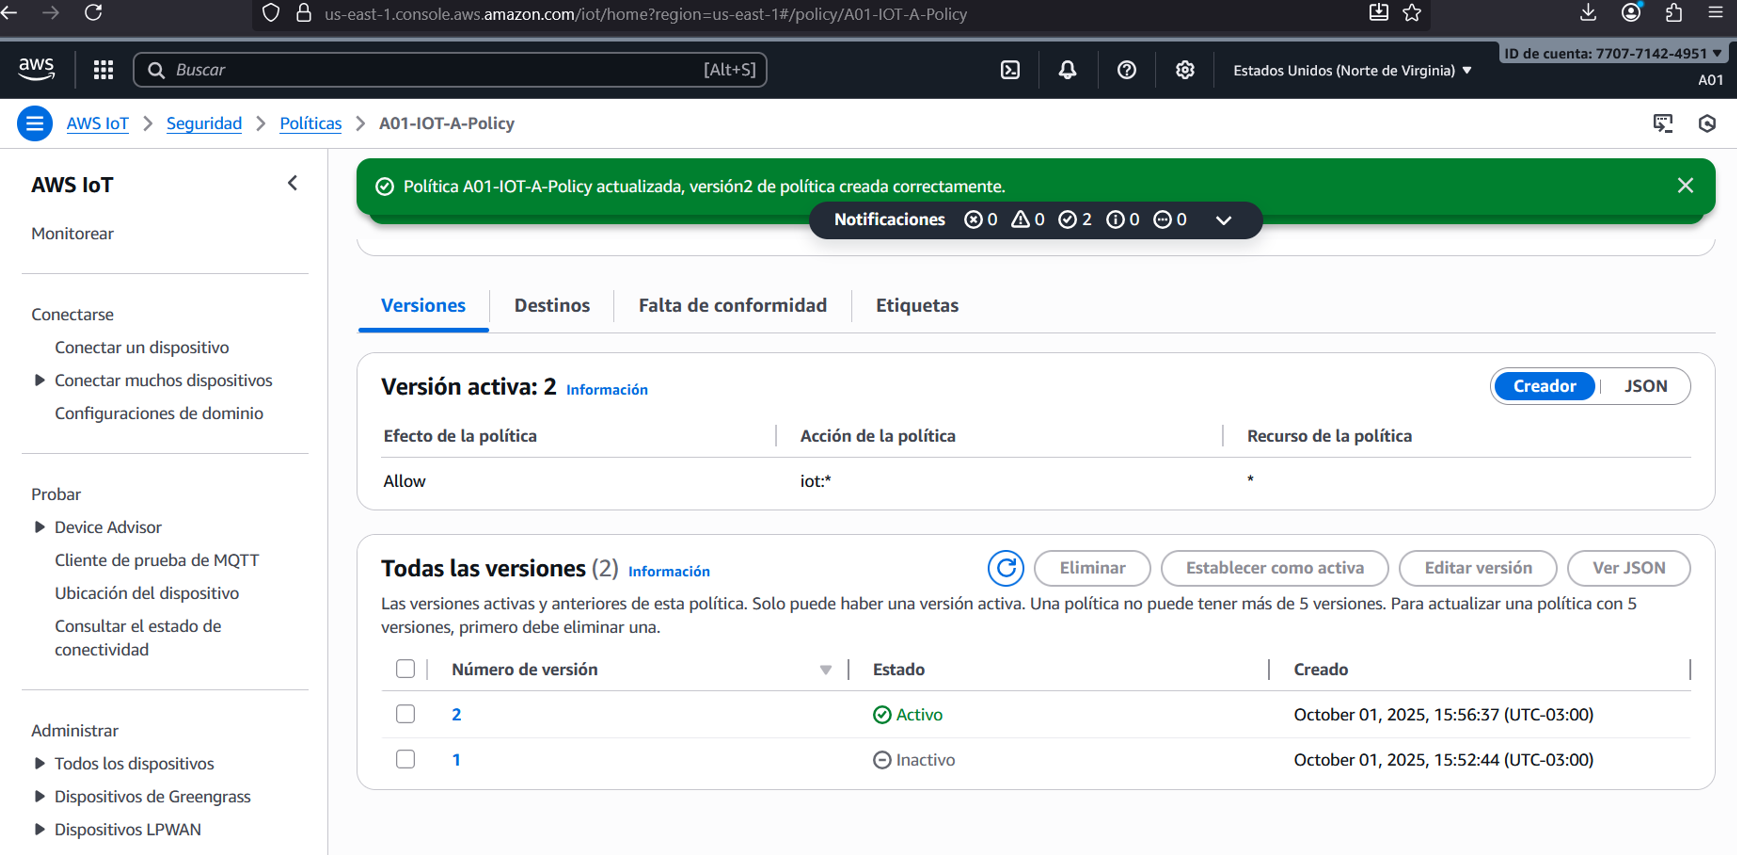 us-east-1.console.aws.amazon.com/iot/home?region=us-east-1#/policy/A01-IOT-A-Policy
aws
Buscar [Alt+S]
Estados Unidos (Norte de Virginia)
ID de cuenta: 7707-7142-4951
A01
AWS IoT > Seguridad > Políticas > A01-IOT-A-Policy
AWS IoT
Monitorear
Conectarse
Conectar un dispositivo
Conectar muchos dispositivos
Configuraciones de dominio
Probar
Device Advisor
Cliente de prueba de MQTT
Ubicación del dispositivo
Consultar el estado de
conectividad
Administrar
Todos los dispositivos
Dispositivos de Greengrass
Dispositivos LPWAN
Política A01-IOT-A-Policy actualizada, versión2 de política creada correctamente.
Notificaciones 0 0 2 0 0
Versiones Destinos Falta de conformidad Etiquetas
Versión activa: 2 Información
Creador JSON
Efecto de la política Acción de la política Recurso de la política
Allow iot:* *
Todas las versiones (2) Información
Eliminar Establecer como activa Editar versión Ver JSON
Las versiones activas y anteriores de esta política. Solo puede haber una versión activa. Una política no puede tener más de 5 versiones. Para actualizar una política con 5
versiones, primero debe eliminar una.
Número de versión Estado Creado
2 Activo October 01, 2025, 15:56:37 (UTC-03:00)
1 Inactivo October 01, 2025, 15:52:44 (UTC-03:00)